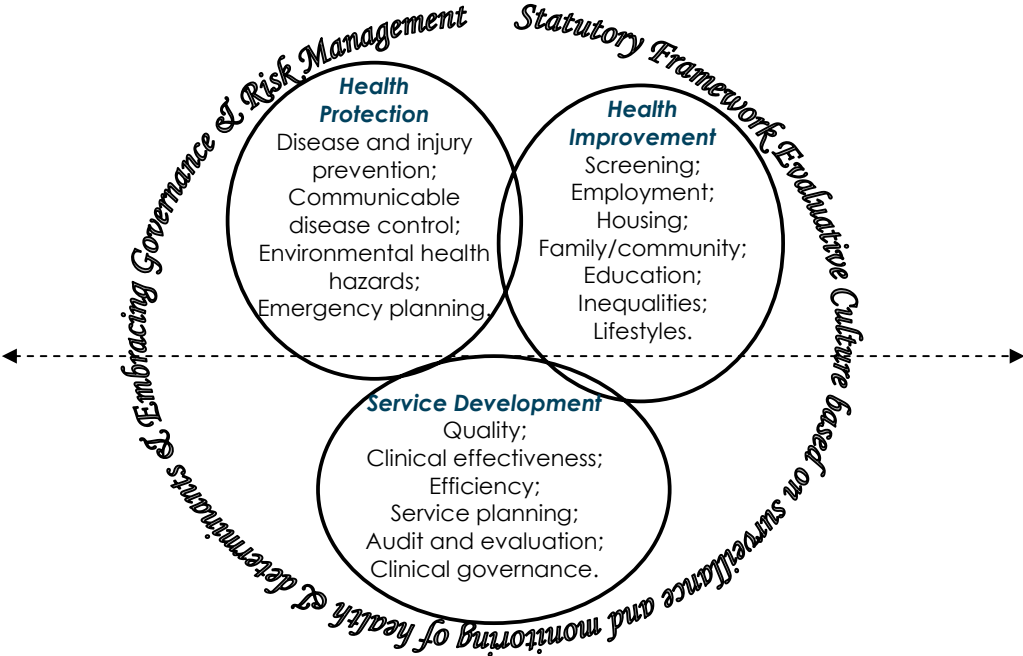 Statutory Framework Evaluative Culture based on surveillance and monitoring of health & determinants & Embracing Governance & Risk Management
Health
Protection
Disease and injury
prevention;
Communicable
disease control;
Environmental health
hazards;
Emergency planning.
Health
Improvement
Screening;
Employment;
Housing;
Family/community;
Education;
Inequalities;
Lifestyles.
Service Development
Quality;
Clinical effectiveness;
Efficiency;
Service planning;
Audit and evaluation;
Clinical governance.